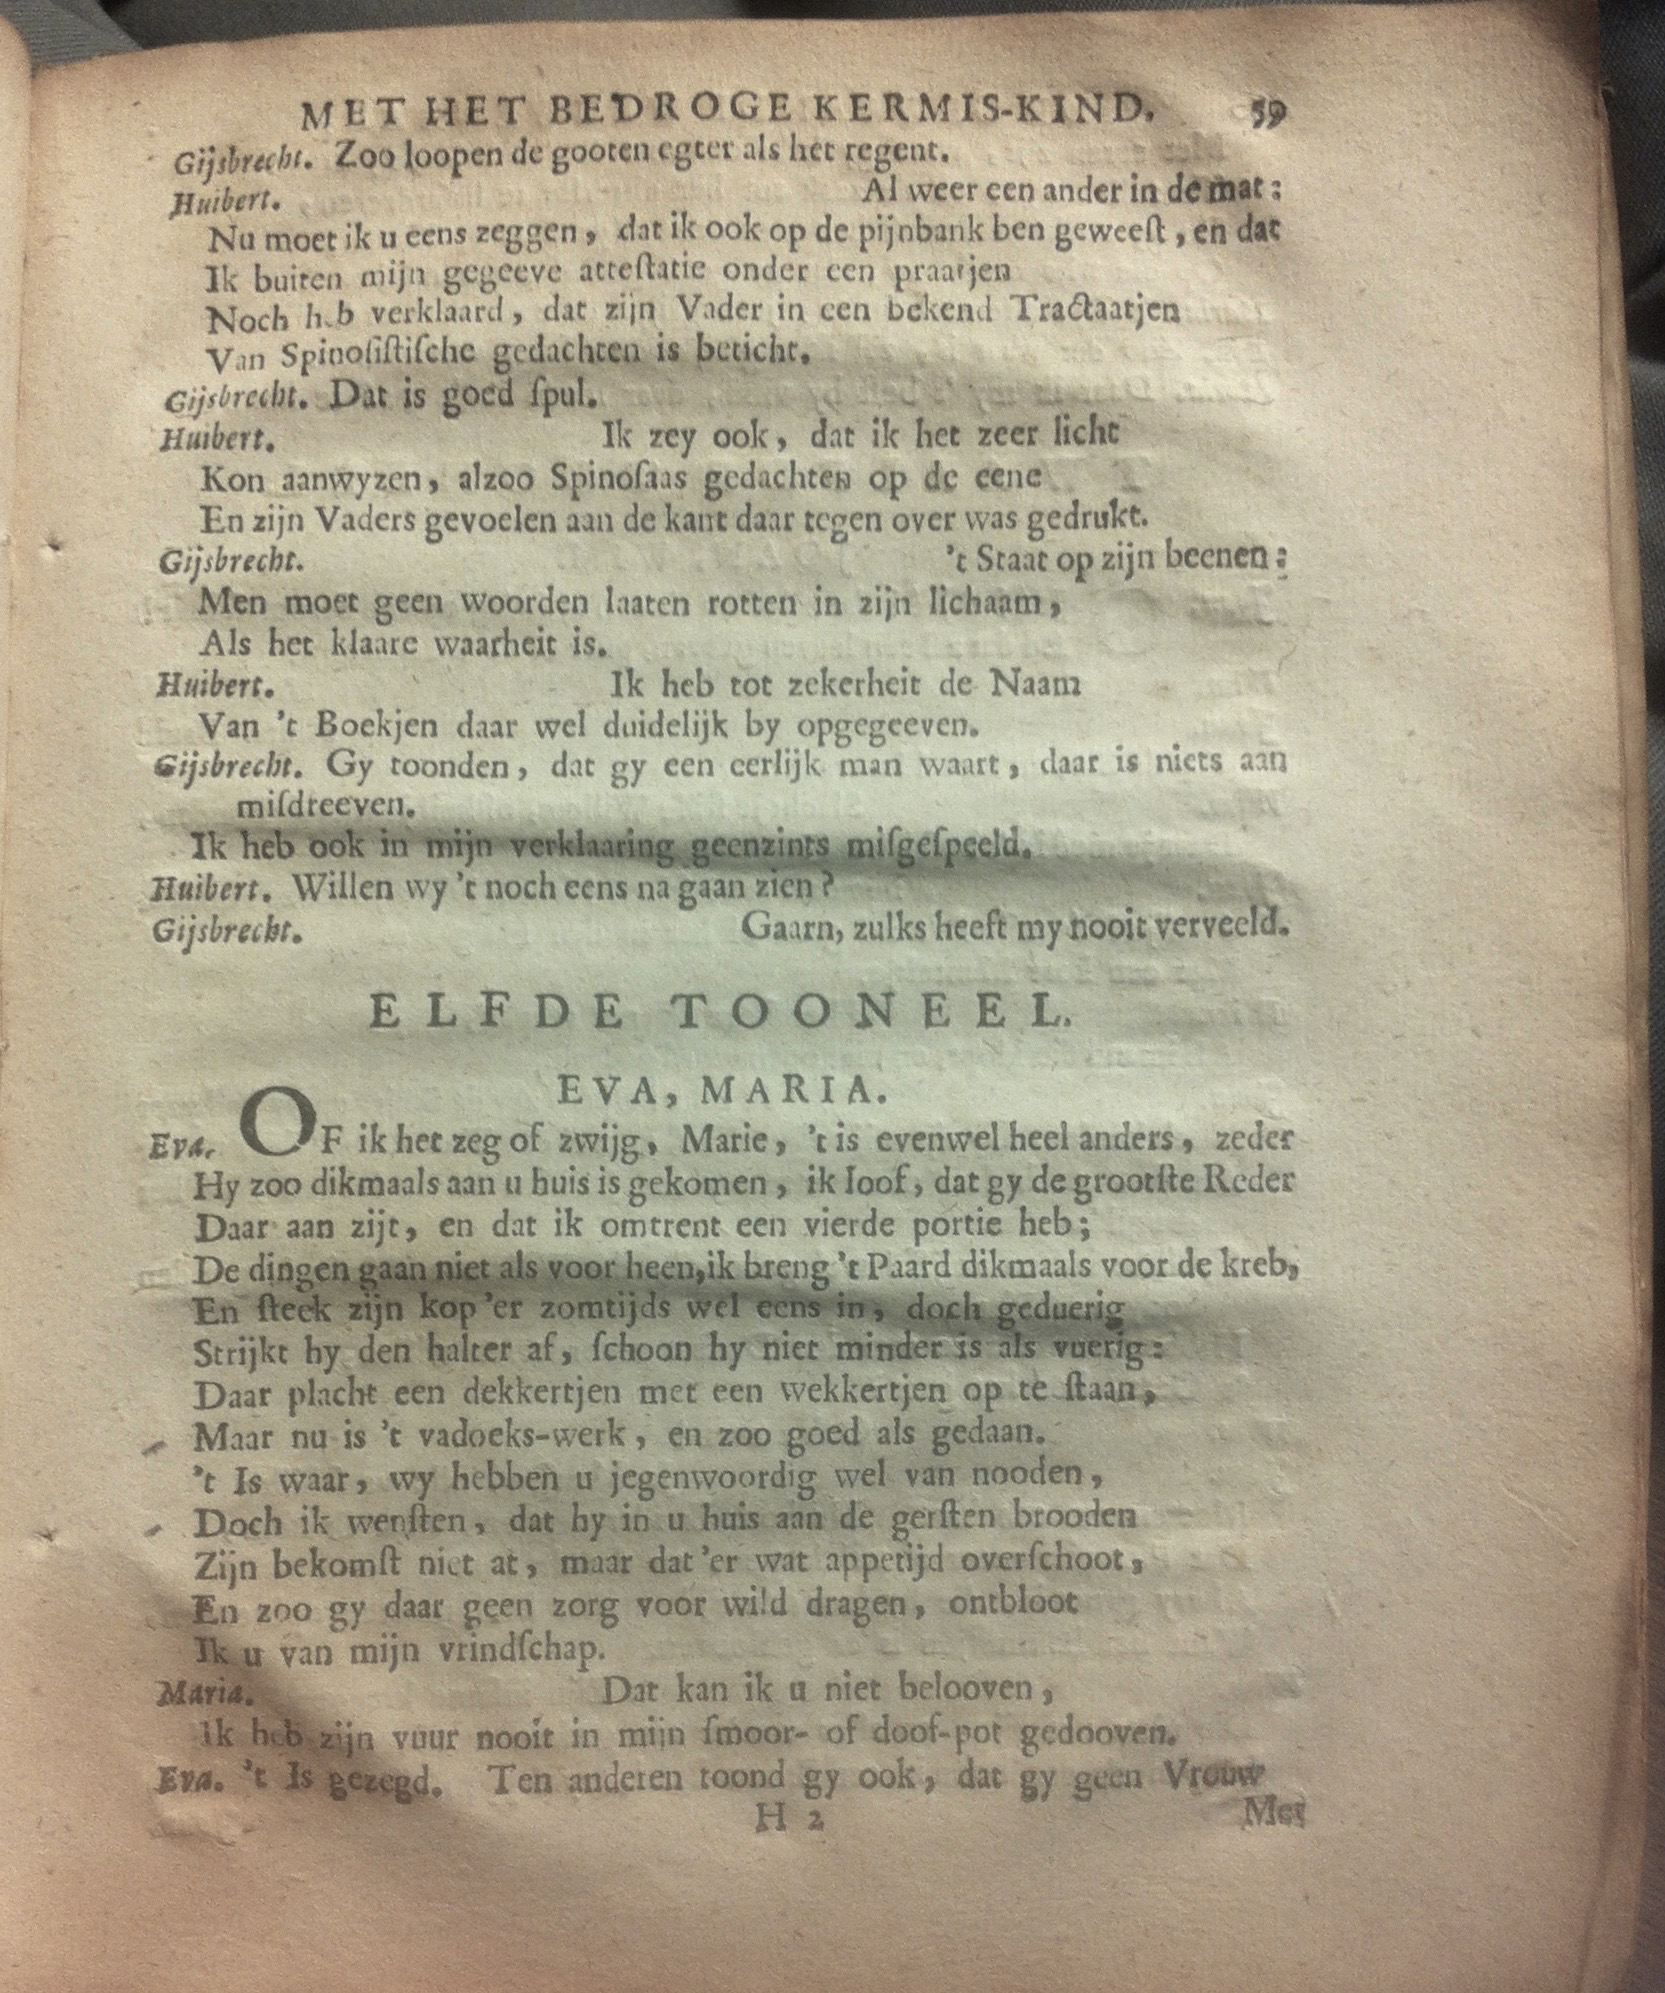 MET HET BEDROGE KERMIS-KIND. 59
Gijsbrecht. Zoo loopen de gooten egter als het regent.
Huibert. Al weer een ander in de mat:
Nu moet ik u eens zeggen, dat ik ook op de pijnbank ben geweeſt, en dat
Ik buiten mijn gegeeve atteſtatie onder een praatjen
Noch heb verklaard, dat zijn Vader in een bekend Tractaatjen
Van Spinoſiſtiſche gedachten is beticht.
Gijsbrecht. Dat is goed ſpul.
Huibert. Ik zey ook, dat ik het zeer licht
Kon aanwyzen, alzoo Spinoſaas gedachten op de eene
En zijn Vaders gevoelen aan de kant daar tegen over was gedrukt.
Gijsbrecht. 't Staat op zijn beenen:
Men moet geen woorden laaten rotten in zijn lichaam,
Als het klaare waarheit is.
Huibert. Ik heb tot zekerheit de Naam
Van 't Boekjen daar wel duidelijk by opgegeeven.
Gijsbrecht. Gy toonden, dat gy een eerlijk man waart, daar is niets aan
miſdreeven.
Ik heb ook in mijn verklaaring geenzints miſgeſpeeld.
Huibert. Willen wy 't noch eens na gaan zien?
Gijsbrecht. Gaarn, zulks heeft my nooit verveeld.
ELFDE TOONEEL.
EVA, MARIA.
Eva. OF ik het zeg of zwijg, Marie, 't is evenwel heel anders, zeder
Hy zoo dikmaals aan u huis is gekomen, ik loof, dat gy de grootſte Reder
Daar aan zijt, en dat ik omtrent een vierde portie heb;
De dingen gaan niet als voor heen, ik breng 't Paard dikmaals voor de kreb,
En ſteek zijn kop 'er zomtijds wel eens in, doch geduerig
Strijkt hy den halter af, ſchoon hy niet minder is als vuerig:
Daar placht een dekkertjen met een wekkertjen op te ſtaan,
Maar nu is 't vadoeks-werk, en zoo goed als gedaan.
't Is waar, wy hebben u jegenwoordig wel van nooden,
Doch ik wenſten, dat hy in u huis aan de gerſten brooden
Zijn bekomſt niet at, maar dat 'er wat appetijd overſchoot,
En zoo gy daar geen zorg voor wild dragen, ontbloot
Ik u van mijn vrindſchap.
Maria. Dat kan ik u niet belooven,
Ik heb zijn vuur nooit in mijn ſmoor- of doof-pot gedooven.
Eva. 't Is gezegd. Ten anderen toond gy ook, dat gy geen Vrouw
H 2 Met